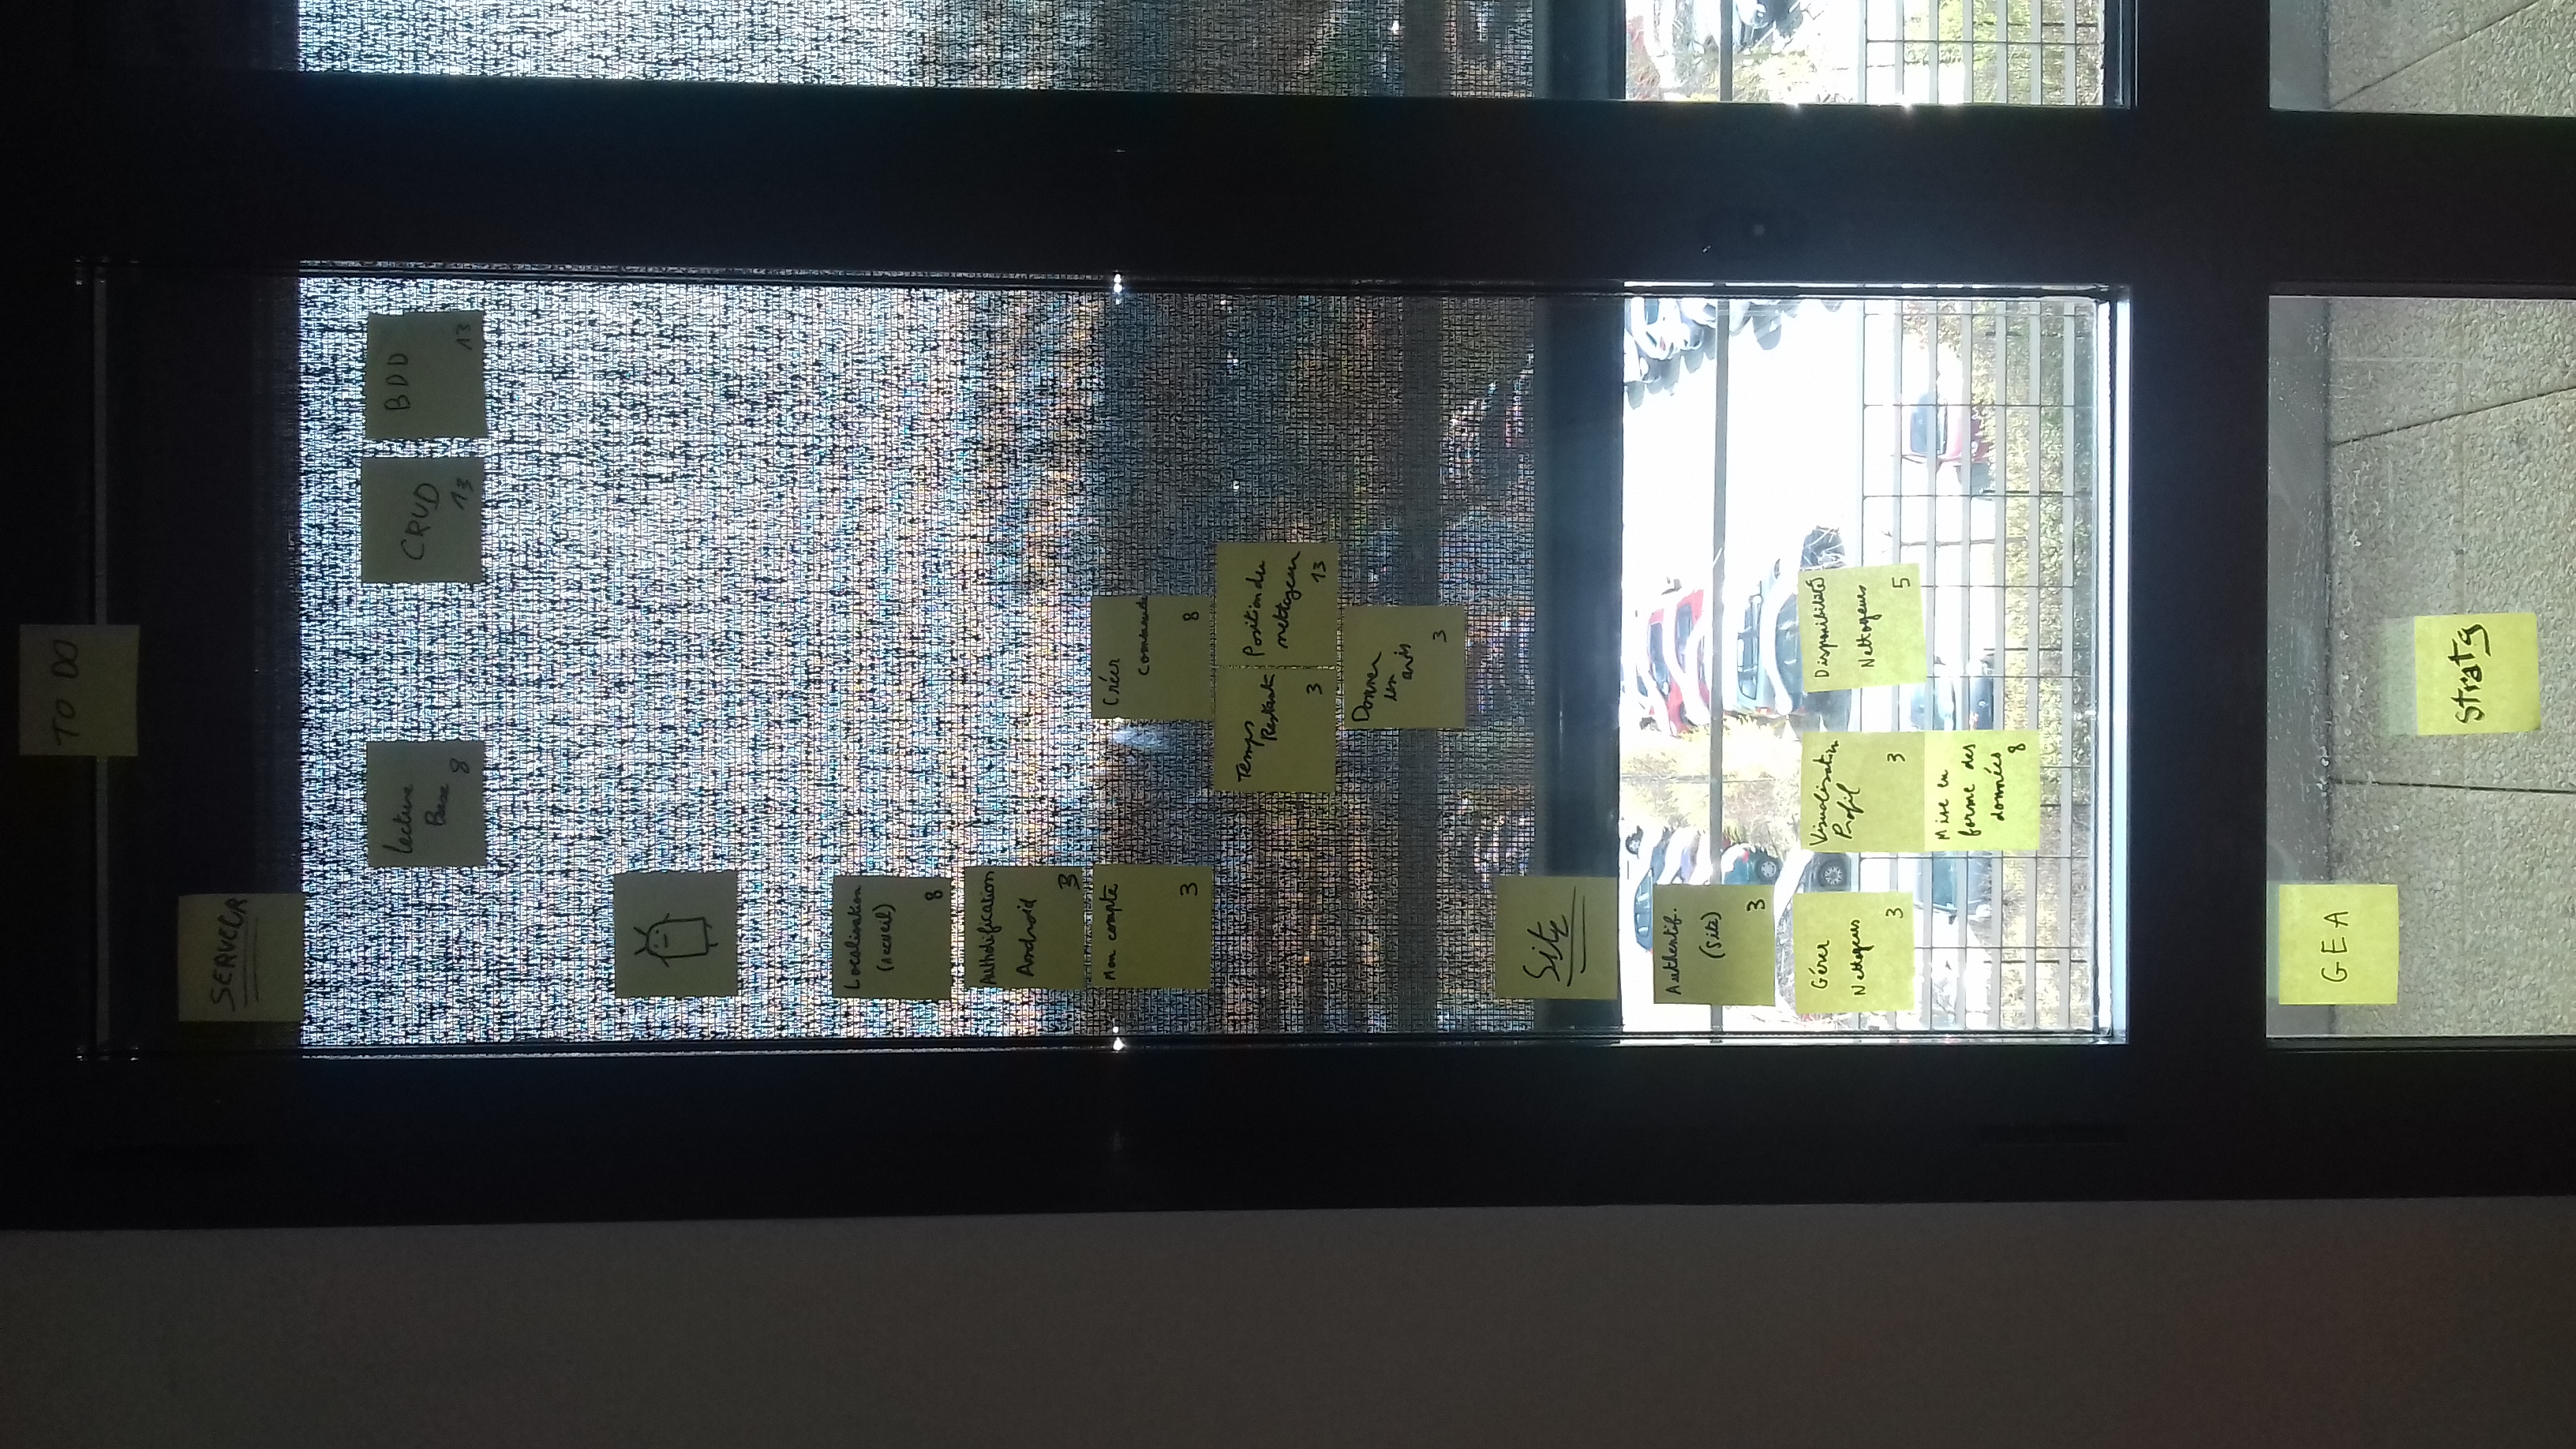 TO DO
SERVEUR
Lecture
Base
8
CRUD
13
BDD
13
Localisation
(Accueil)
8
Authotification
Android
3
Mon compte
3
Créer
Commande
8
Temps
Restant
3
Position du
nettoyeur
13
Donner
un
avis
3
Site
Authentif.
(Site)
3
Gérer
Nettoyeurs
3
Visualisation
Profil
3
Disponibilité
Nettoyeurs
5
Mise en
forme des
données
8
GEA
Stratg